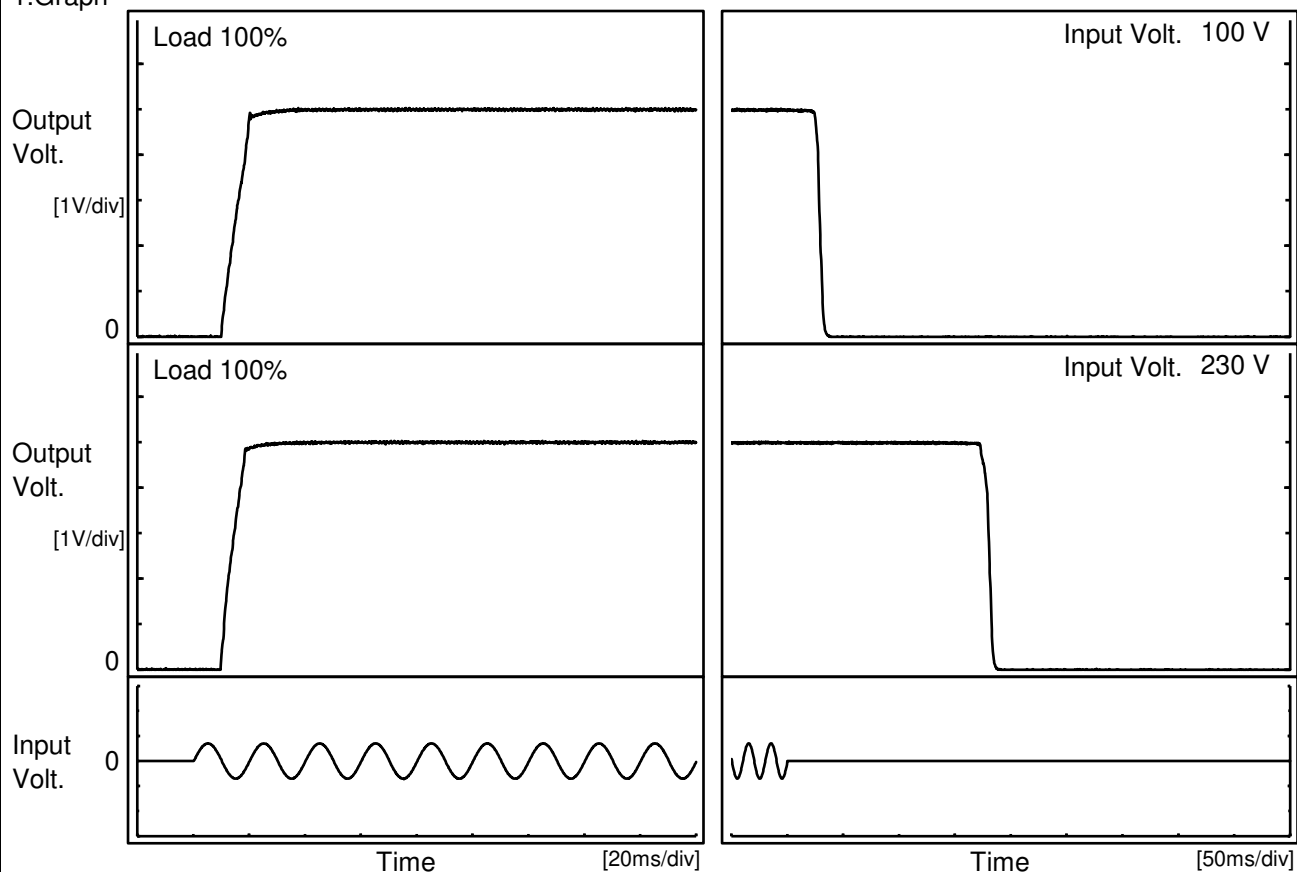 1.Graph
Load 100%
Input Volt. 100 V
Output
Volt.
[1V/div]
0
Load 100%
Input Volt. 230 V
Output
Volt.
[1V/div]
0
Input
Volt.
0
Time
[20ms/div]
Time
[50ms/div]